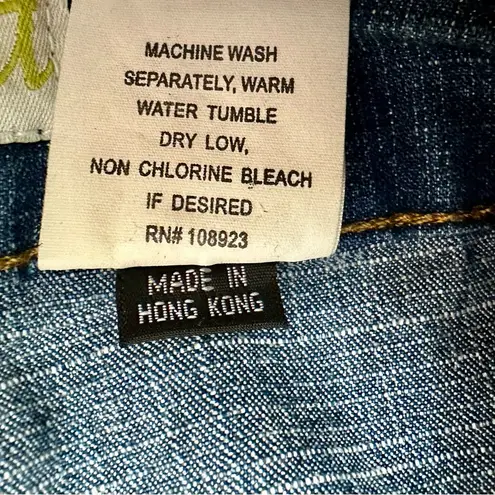 MACHINE WASH
SEPARATELY, WARM
WATER TUMBLE
DRY LOW,
NON CHLORINE BLEACH
IF DESIRED
RN# 108923
MADE IN
HONG KONG